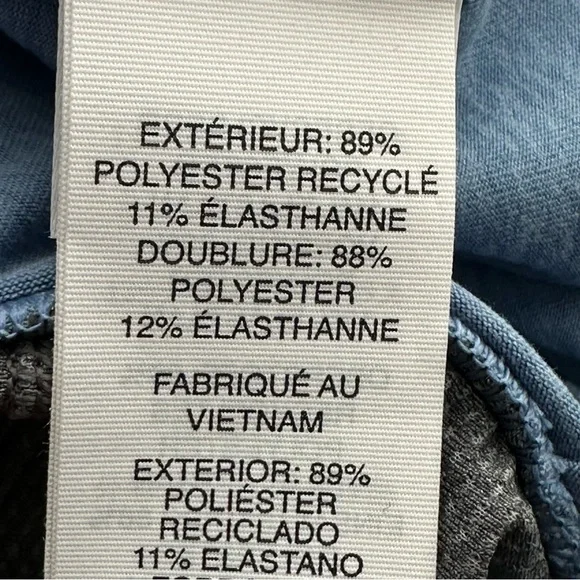 EXTÉRIEUR: 89%
POLYESTER RECYCLÉ
11% ÉLASTHANNE
DOUBLURE: 88%
POLYESTER
12% ÉLASTHANNE
FABRIQUÉ AU
VIETNAM
EXTERIOR: 89%
POLIÉSTER
RECICLADO
11% ELASTANO